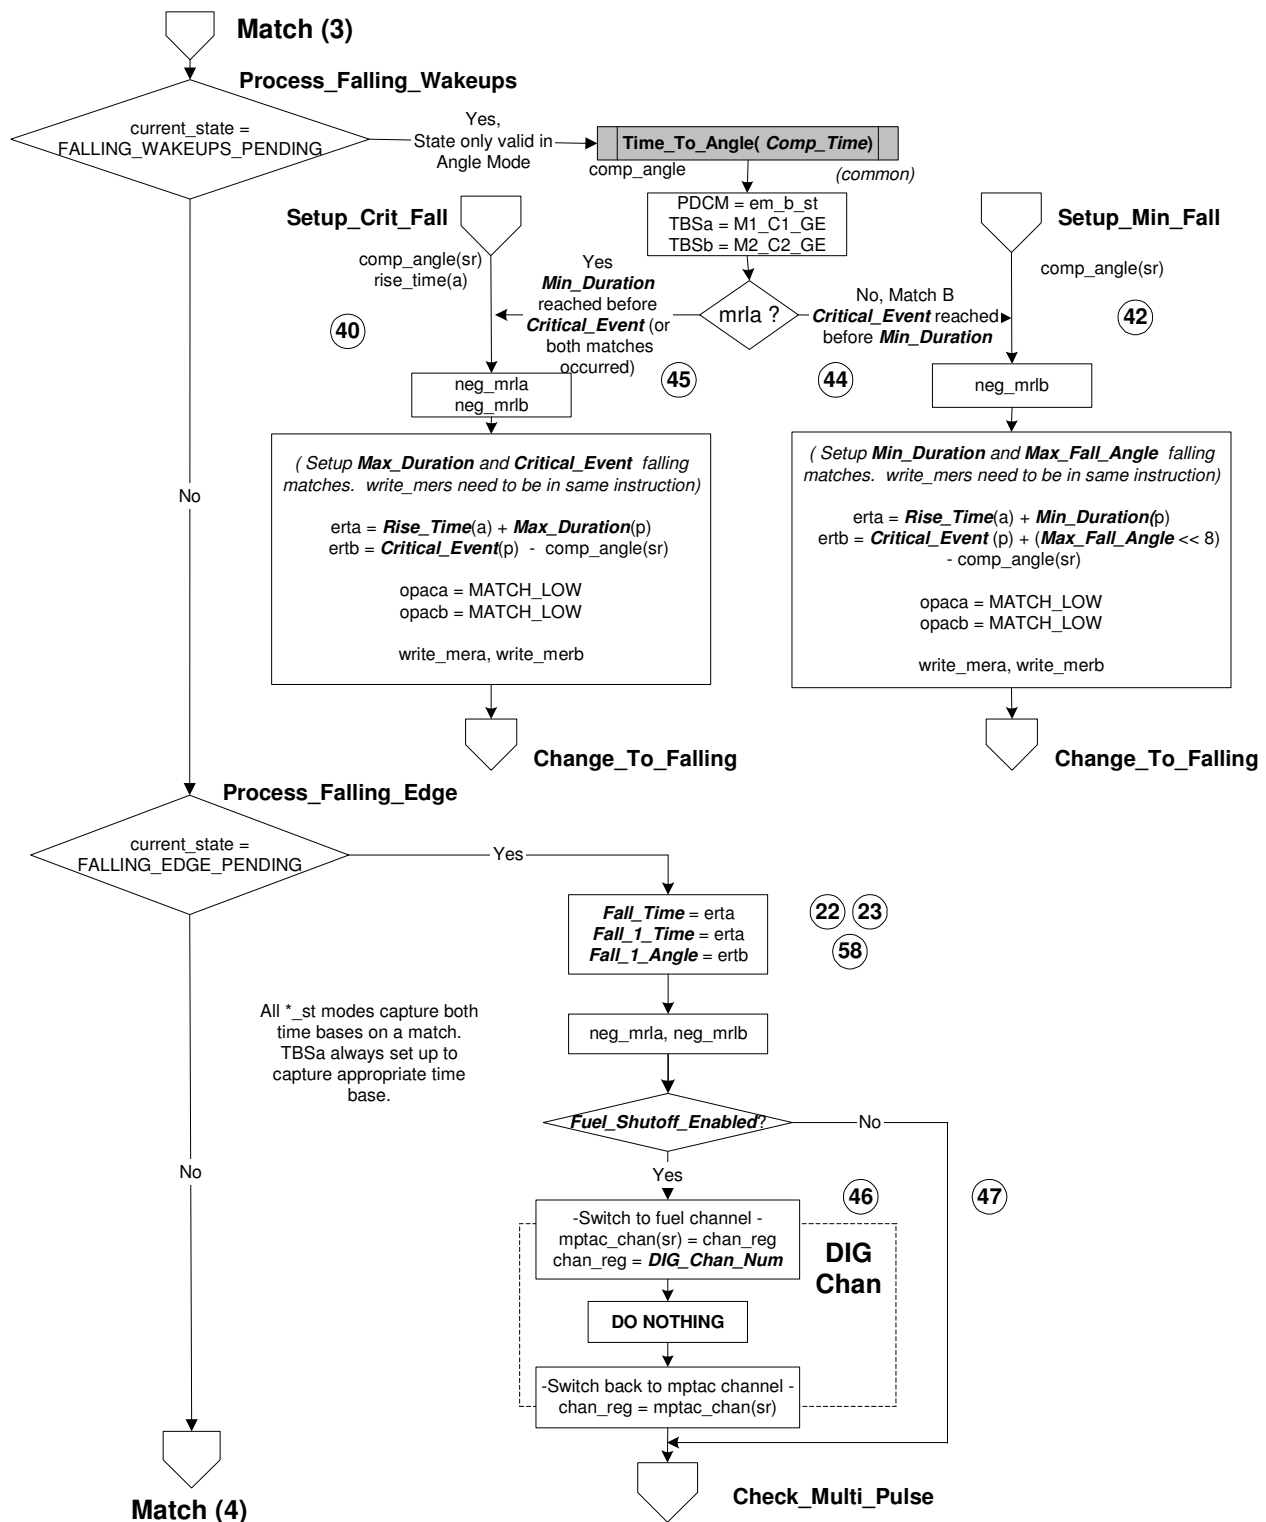 Match (3)
Process_Falling_Wakeups
current_state =
FALLING_WAKEUPS_PENDING
Yes,
State only valid in
Angle Mode
Time_To_Angle( Comp_Time)
comp_angle
(common)
PDCM = em_b_st
TBSa = M1_C1_GE
TBSb = M2_C2_GE
Setup_Crit_Fall
comp_angle(sr)
rise_time(a)
40
Yes
Min_Duration
reached before
Critical_Event (or
both matches
occurred)
45
mrla ?
No, Match B
Critical_Event reached
before Min_Duration
44
Setup_Min_Fall
comp_angle(sr)
42
neg_mrla
neg_mrlb
neg_mrlb
( Setup Max_Duration and Critical_Event falling
matches. write_mers need to be in same instruction)
erta = Rise_Time(a) + Max_Duration(p)
ertb = Critical_Event(p) - comp_angle(sr)
opaca = MATCH_LOW
opacb = MATCH_LOW
write_mera, write_merb
( Setup Min_Duration and Max_Fall_Angle falling
matches. write_mers need to be in same instruction)
erta = Rise_Time(a) + Min_Duration(p)
ertb = Critical_Event (p) + (Max_Fall_Angle << 8)
- comp_angle(sr)
opaca = MATCH_LOW
opacb = MATCH_LOW
write_mera, write_merb
Change_To_Falling
Change_To_Falling
No
Process_Falling_Edge
current_state =
FALLING_EDGE_PENDING
Yes
Fall_Time = erta
Fall_1_Time = erta
Fall_1_Angle = ertb
22
23
58
All *_st modes capture both
time bases on a match.
TBSa always set up to
capture appropriate time
base.
neg_mrla, neg_mrlb
Fuel_Shutoff_Enabled?
No
Yes
No
46
47
-Switch to fuel channel -
mptac_chan(sr) = chan_reg
chan_reg = DIG_Chan_Num
DIG
Chan
DO NOTHING
-Switch back to mptac channel -
chan_reg = mptac_chan(sr)
Match (4)
Check_Multi_Pulse